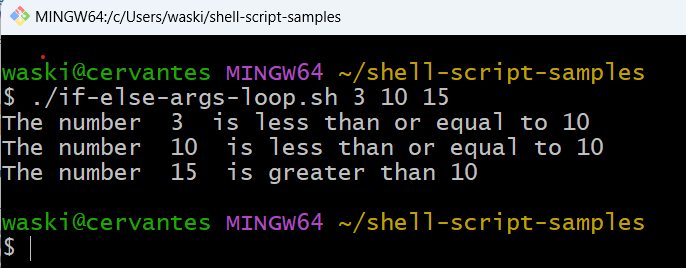 MINGW64:/c/Users/waski/shell-script-samples
waski@cervantes MINGW64 ~/shell-script-samples
$ ./if-else-args-loop.sh 3 10 15
The number  3  is less than or equal to 10
The number  10  is less than or equal to 10
The number  15  is greater than 10
waski@cervantes MINGW64 ~/shell-script-samples
$